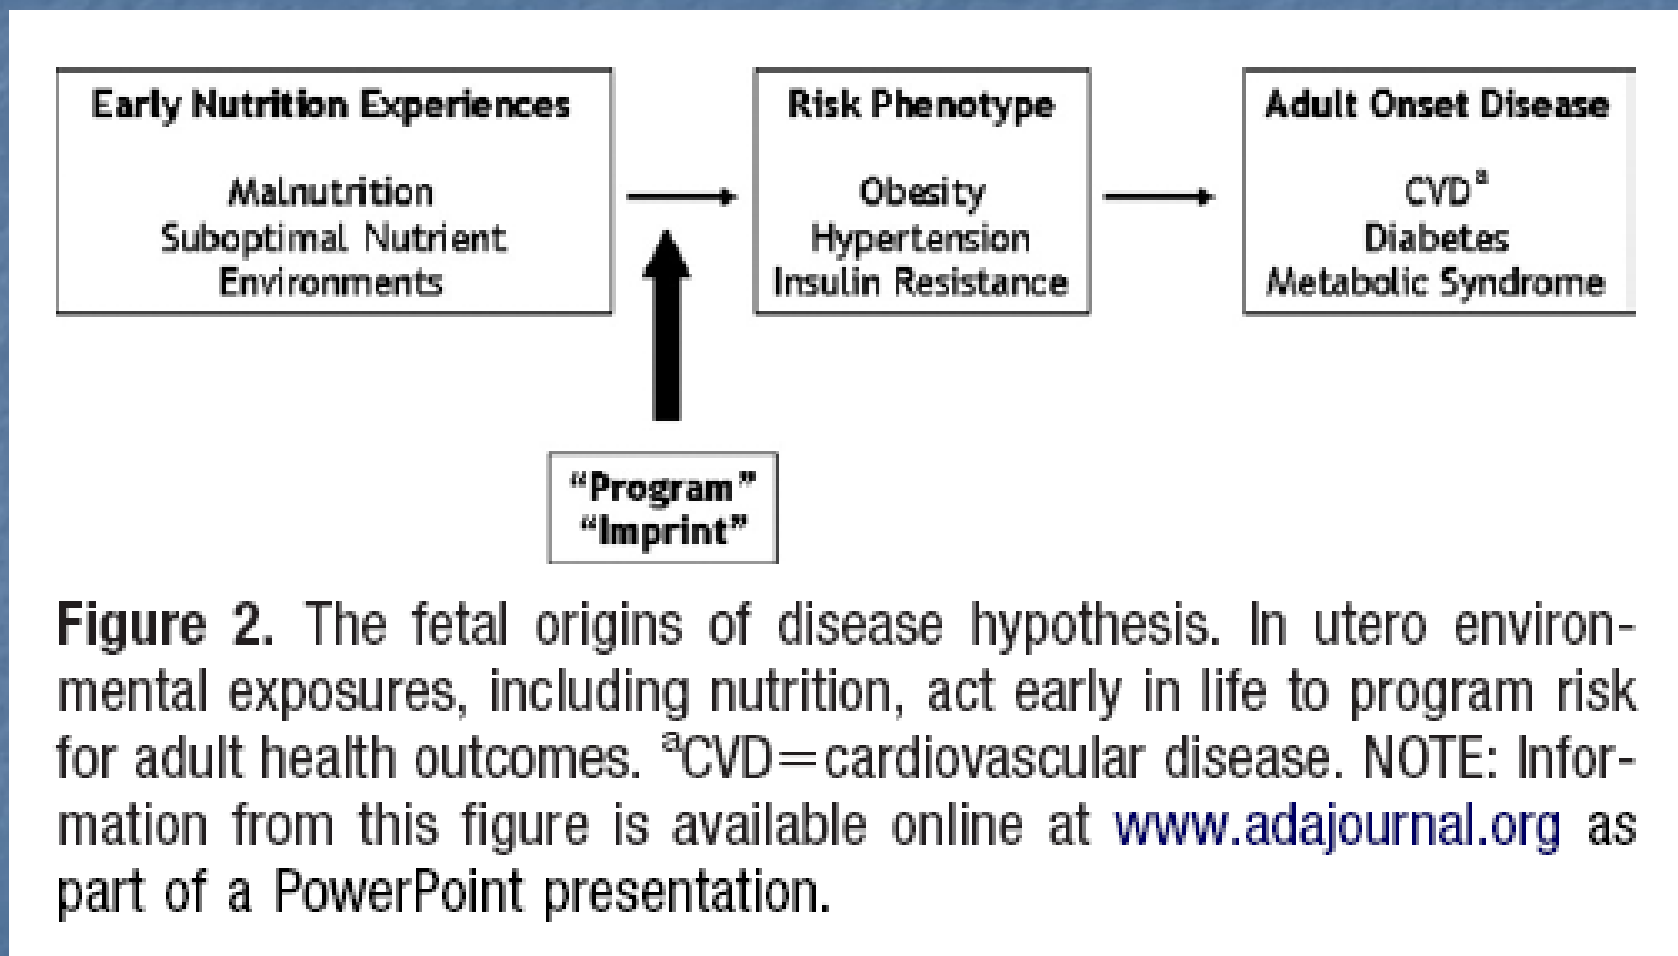 Early Nutrition Experiences
Malnutrition
Suboptimal Nutrient
Environments
Risk Phenotype
Obesity
Hypertension
Insulin Resistance
Adult Onset Disease
CVDª
Diabetes
Metabolic Syndrome
“Program”
“Imprint”
Figure 2. The fetal origins of disease hypothesis. In utero environ-
mental exposures, including nutrition, act early in life to program risk
for adult health outcomes. ªCVD=cardiovascular disease. NOTE: Infor-
mation from this figure is available online at www.adajournal.org as
part of a PowerPoint presentation.